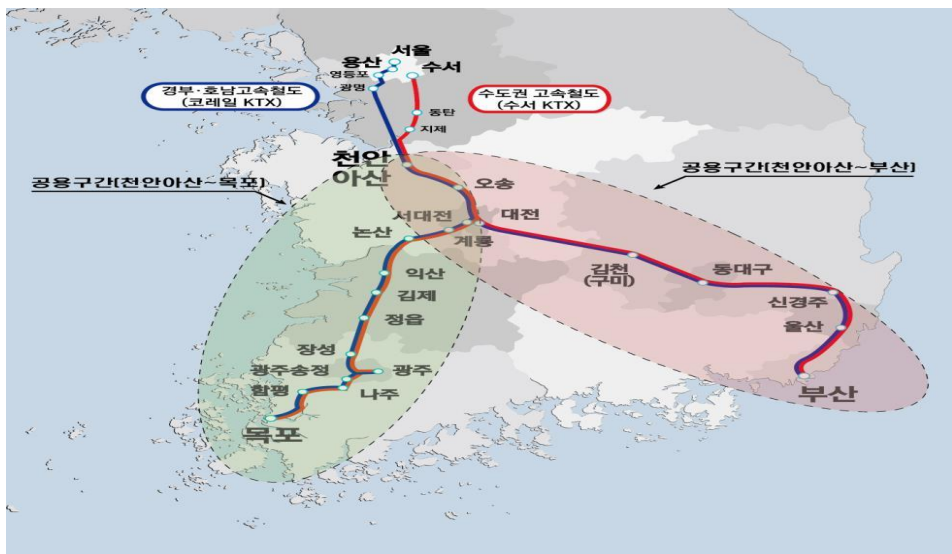 서울
용산
수서
영등포
광명
경부·호남고속철도
(코레일 KTX)
수도권 고속철도
(수서 KTX)
동탄
지제
천안
아산
공용구간[천안아산~목포]
공용구간[천안아산~부산]
오송
서대전
대전
논산
계룡
익산
김천
(구미)
동대구
김제
신경주
정읍
울산
장성
광주송정
광주
함평
나주
부산
목포